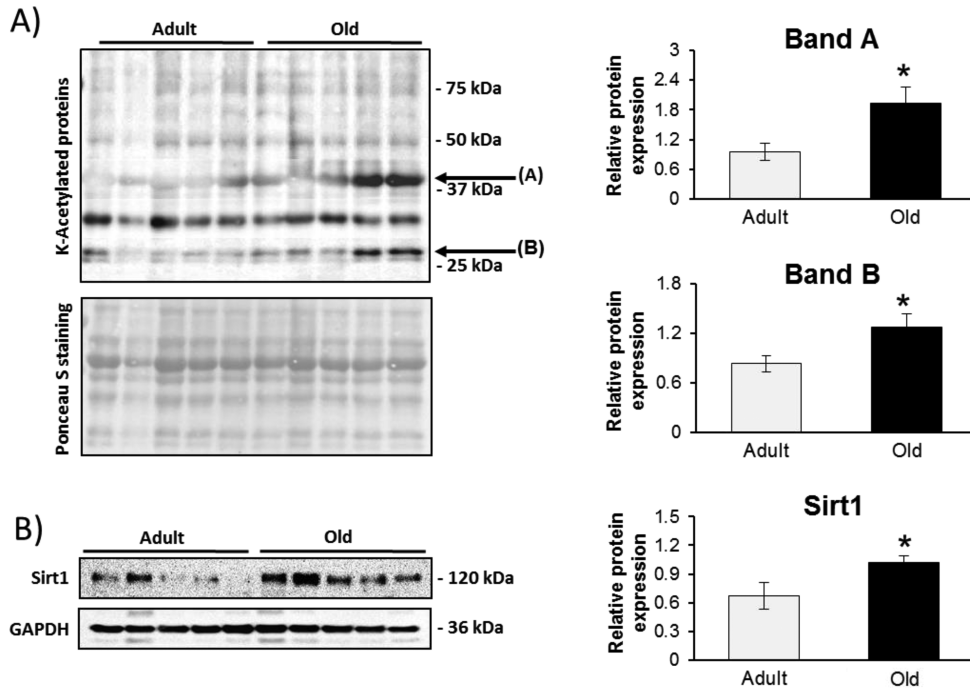 A)
Adult
Old
K-Acetylated proteins
- 75 kDa
- 50 kDa
(A)
- 37 kDa
(B)
- 25 kDa
Ponceau S staining
Band A
Relative protein
expression
3
2.4
1.8
1.2
0.6
0
*
Adult
Old
Band B
Relative protein
expression
1.8
1.2
0.6
0
*
Adult
Old
B)
Adult
Old
Sirt1
- 120 kDa
GAPDH
- 36 kDa
Sirt1
Relative protein
expression
1.5
1.2
0.9
0.6
0.3
0
*
Adult
Old